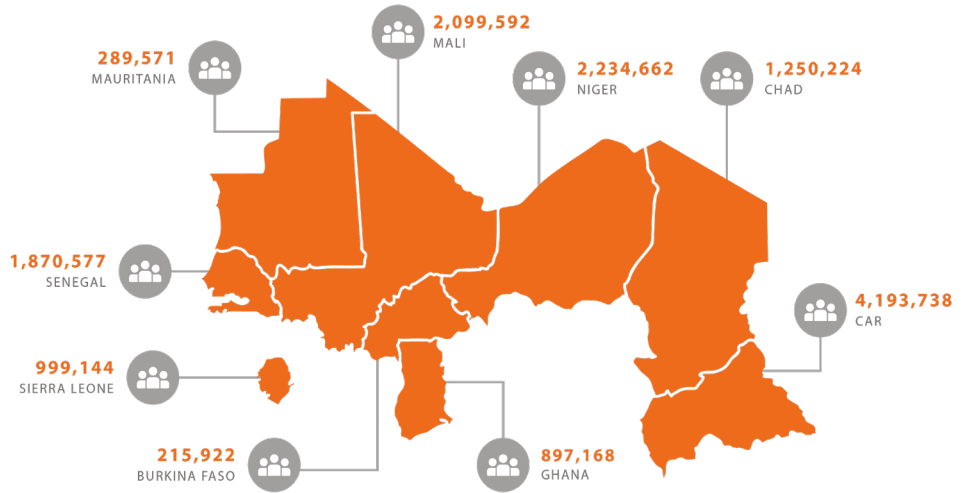 2,099,592
MALI
289,571
MAURITANIA
2,234,662
NIGER
1,250,224
CHAD
1,870,577
SENEGAL
4,193,738
CAR
999,144
SIERRA LEONE
215,922
BURKINA FASO
897,168
GHANA